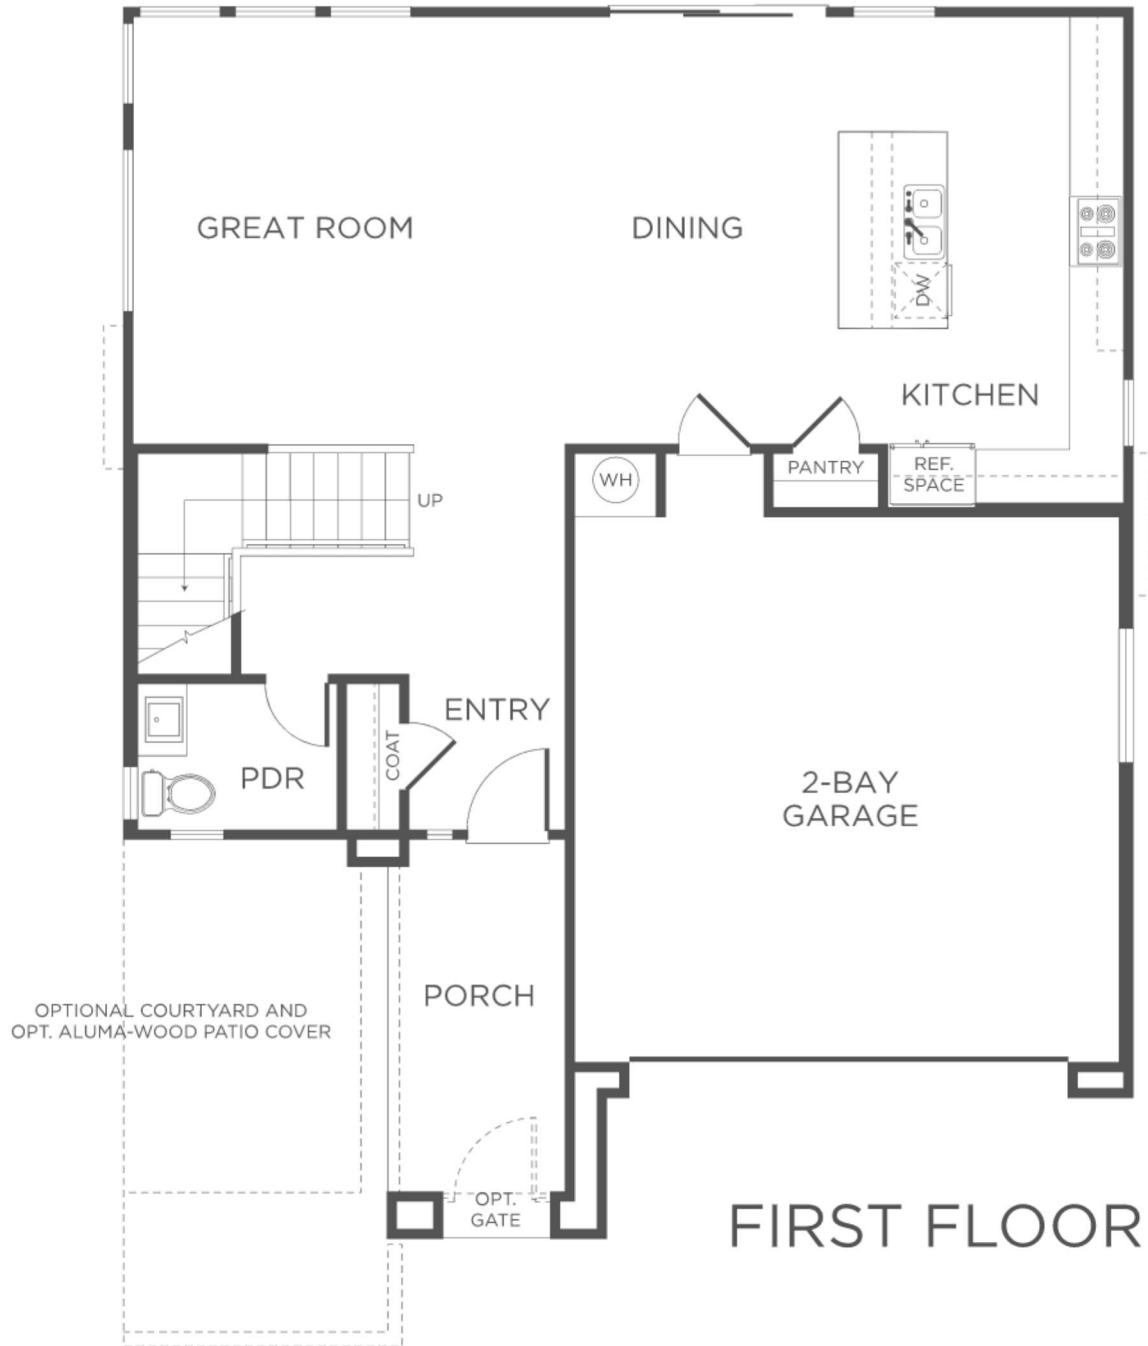 GREAT ROOM
DINING
DW
KITCHEN
WH
PANTRY
REF.
SPACE
UP
ENTRY
COAT
PDR
2-BAY
GARAGE
PORCH
OPTIONAL COURTYARD AND
OPT. ALUMA-WOOD PATIO COVER
OPT.
GATE
FIRST FLOOR